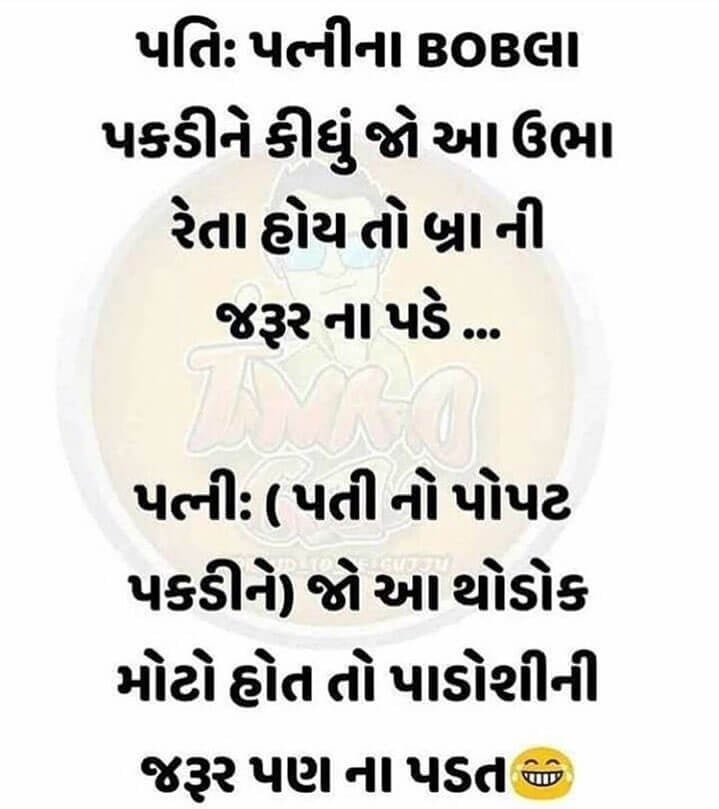 પતિ: પત્નીના BOBલા
પકડીને કીધું જો આ ઉભા
રેતા હોય તો બ્રા ની
જરૂર ના પડે ...
પત્ની: ( પતી નો પોપટ
પકડીને) જો આ થોડોક
મોટો હોત તો પાડોશીની
જરૂર પણ ના પડત😂